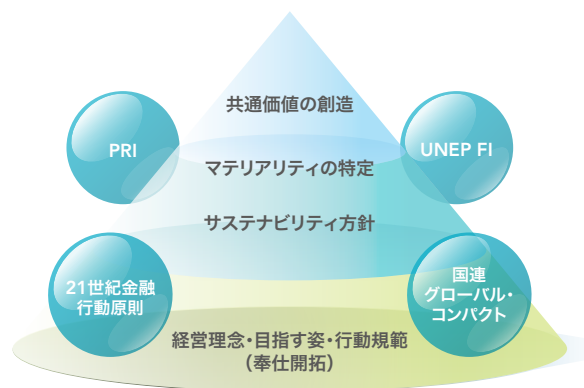 共通価値の創造
PRI
UNEP FI
マテリアリティの特定
サステナビリティ方針
21世紀金融
行動原則
国連
グローバル・
コンパクト
経営理念・目指す姿・行動規範
（奉仕開拓）